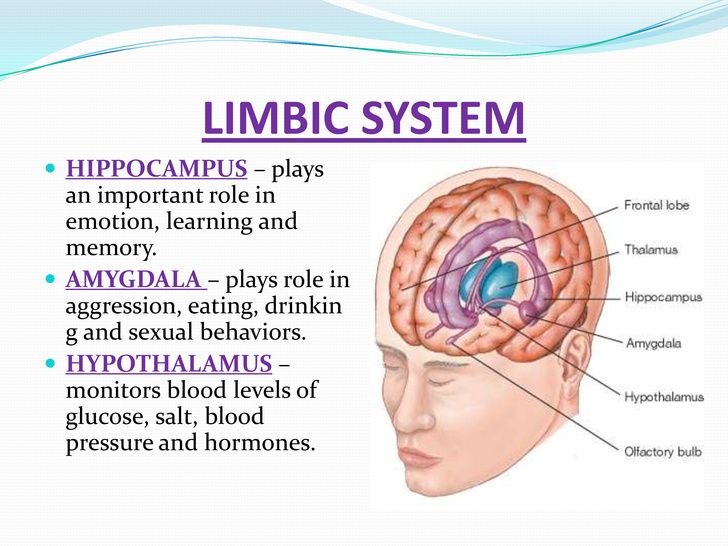 LIMBIC SYSTEM
• HIPPOCAMPUS – plays
an important role in
emotion, learning and
memory.
• AMYGDALA – plays role in
aggression, eating, drinkin
g and sexual behaviors.
• HYPOTHALAMUS –
monitors blood levels of
glucose, salt, blood
pressure and hormones.
Frontal lobe
Thalamus
Hippocampus
Amygdala
Hypothalamus
Olfactory bulb